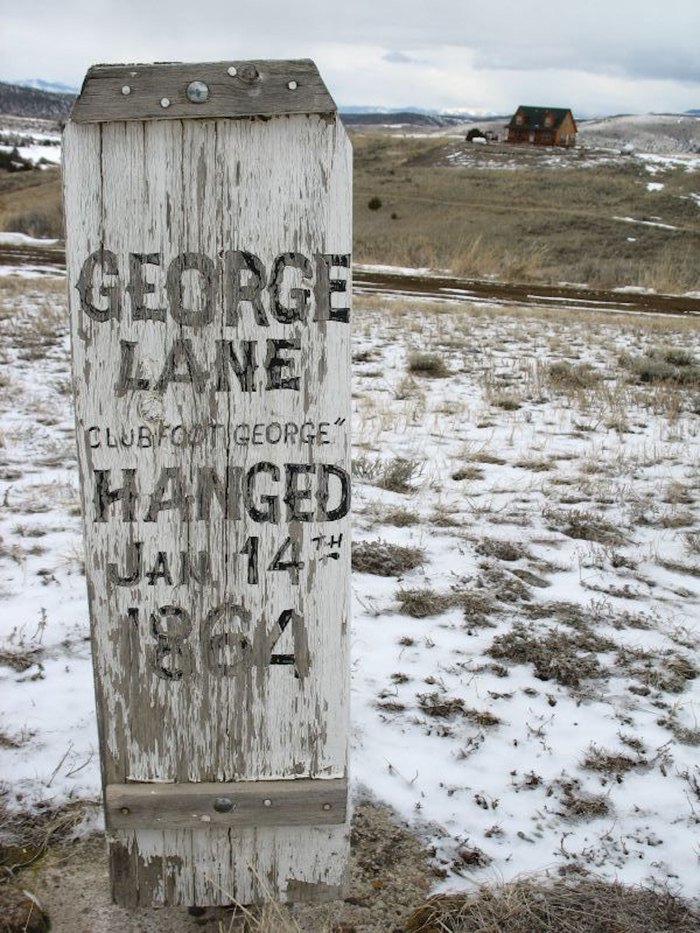 GEORGE
LANE
"CLUBFOOT GEORGE"
HANGED
JAN 14TH
1864